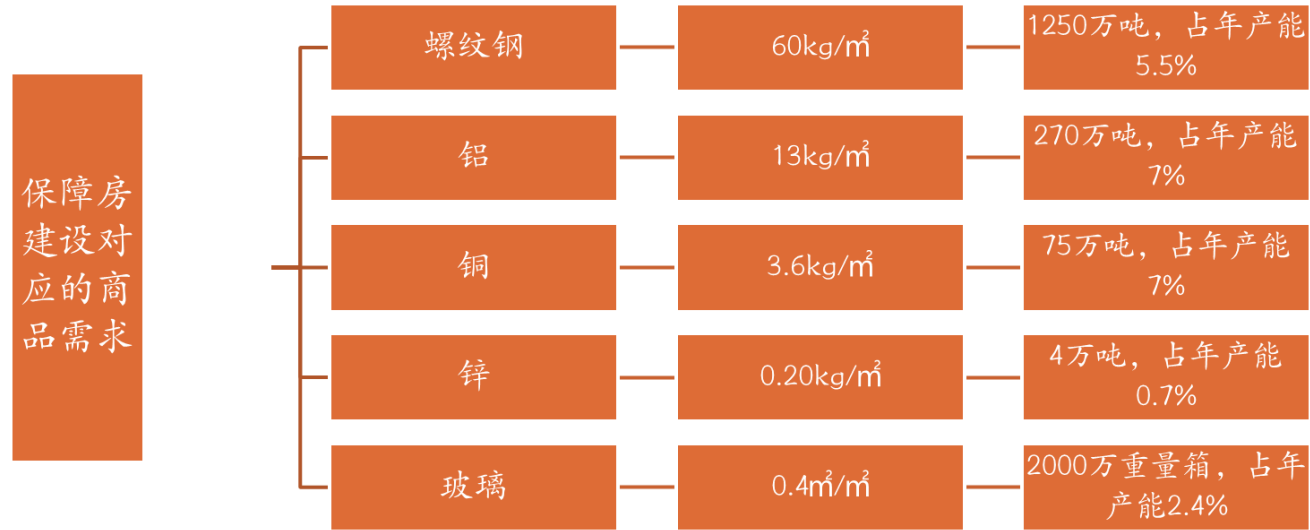 保障房
建设对
应的商
品需求
螺纹钢
60kg/㎡
1250万吨，占年产能
5.5%
铝
13kg/㎡
270万吨，占年产能
7%
铜
3.6kg/㎡
75万吨，占年产能
7%
锌
0.20kg/㎡
4万吨，占年产能
0.7%
玻璃
0.4㎡/㎡
2000万重量箱，占年
产能2.4%